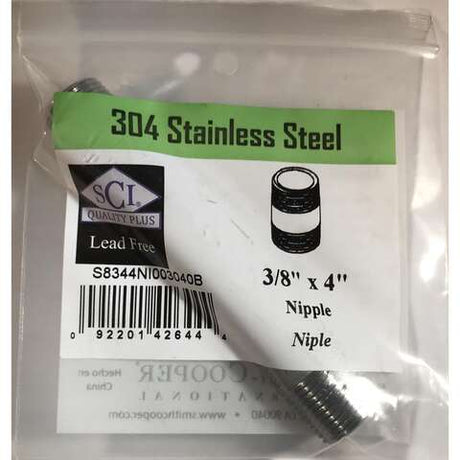 304 Stainless Steel
SCI®
QUALITY PLUS
Lead Free
S8344NI003040B
0 92201 42644 4
3/8" x 4"
Nipple
Niple
Hecho en:
China
-COOPER
www.smithcooper.com